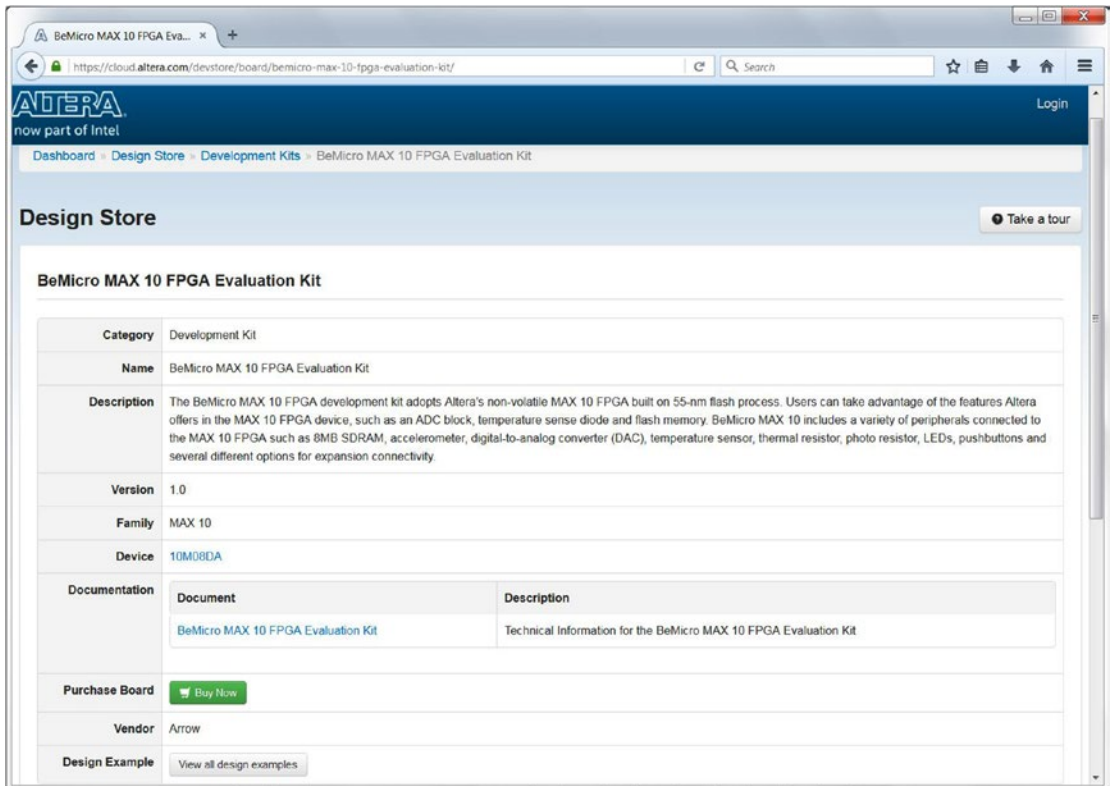 BeMicro MAX 10 FPGA Eva...
https://cloud.altera.com/devstore/board/bemicro-max-10-fpga-evaluation-kit/
Search
ALTERA
now part of Intel
Login
Dashboard » Design Store » Development Kits » BeMicro MAX 10 FPGA Evaluation Kit
Design Store
Take a tour
BeMicro MAX 10 FPGA Evaluation Kit
Category Development Kit
Name BeMicro MAX 10 FPGA Evaluation Kit
Description The BeMicro MAX 10 FPGA development kit adopts Altera's non-volatile MAX 10 FPGA built on 55-nm flash process. Users can take advantage of the features Altera
offers in the MAX 10 FPGA device, such as an ADC block, temperature sense diode and flash memory. BeMicro MAX 10 includes a variety of peripherals connected to
the MAX 10 FPGA such as 8MB SDRAM, accelerometer, digital-to-analog converter (DAC), temperature sensor, thermal resistor, photo resistor, LEDs, pushbuttons and
several different options for expansion connectivity.
Version 1.0
Family MAX 10
Device 10M08DA
Documentation
Document Description
BeMicro MAX 10 FPGA Evaluation Kit Technical Information for the BeMicro MAX 10 FPGA Evaluation Kit
Purchase Board Buy Now
Vendor Arrow
Design Example View all design examples